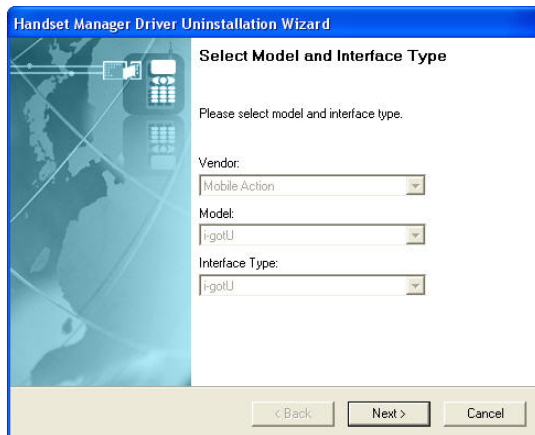 Handset Manager Driver Uninstallation Wizard
Select Model and Interface Type
Please select model and interface type.
Vendor:
Mobile Action
Model:
i-gotU
Interface Type:
i-gotU
< Back
Next >
Cancel